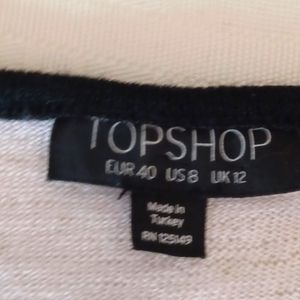 TOPSHOP
EUR 40 US 8 UK 12
Made in
Turkey
RN 125149